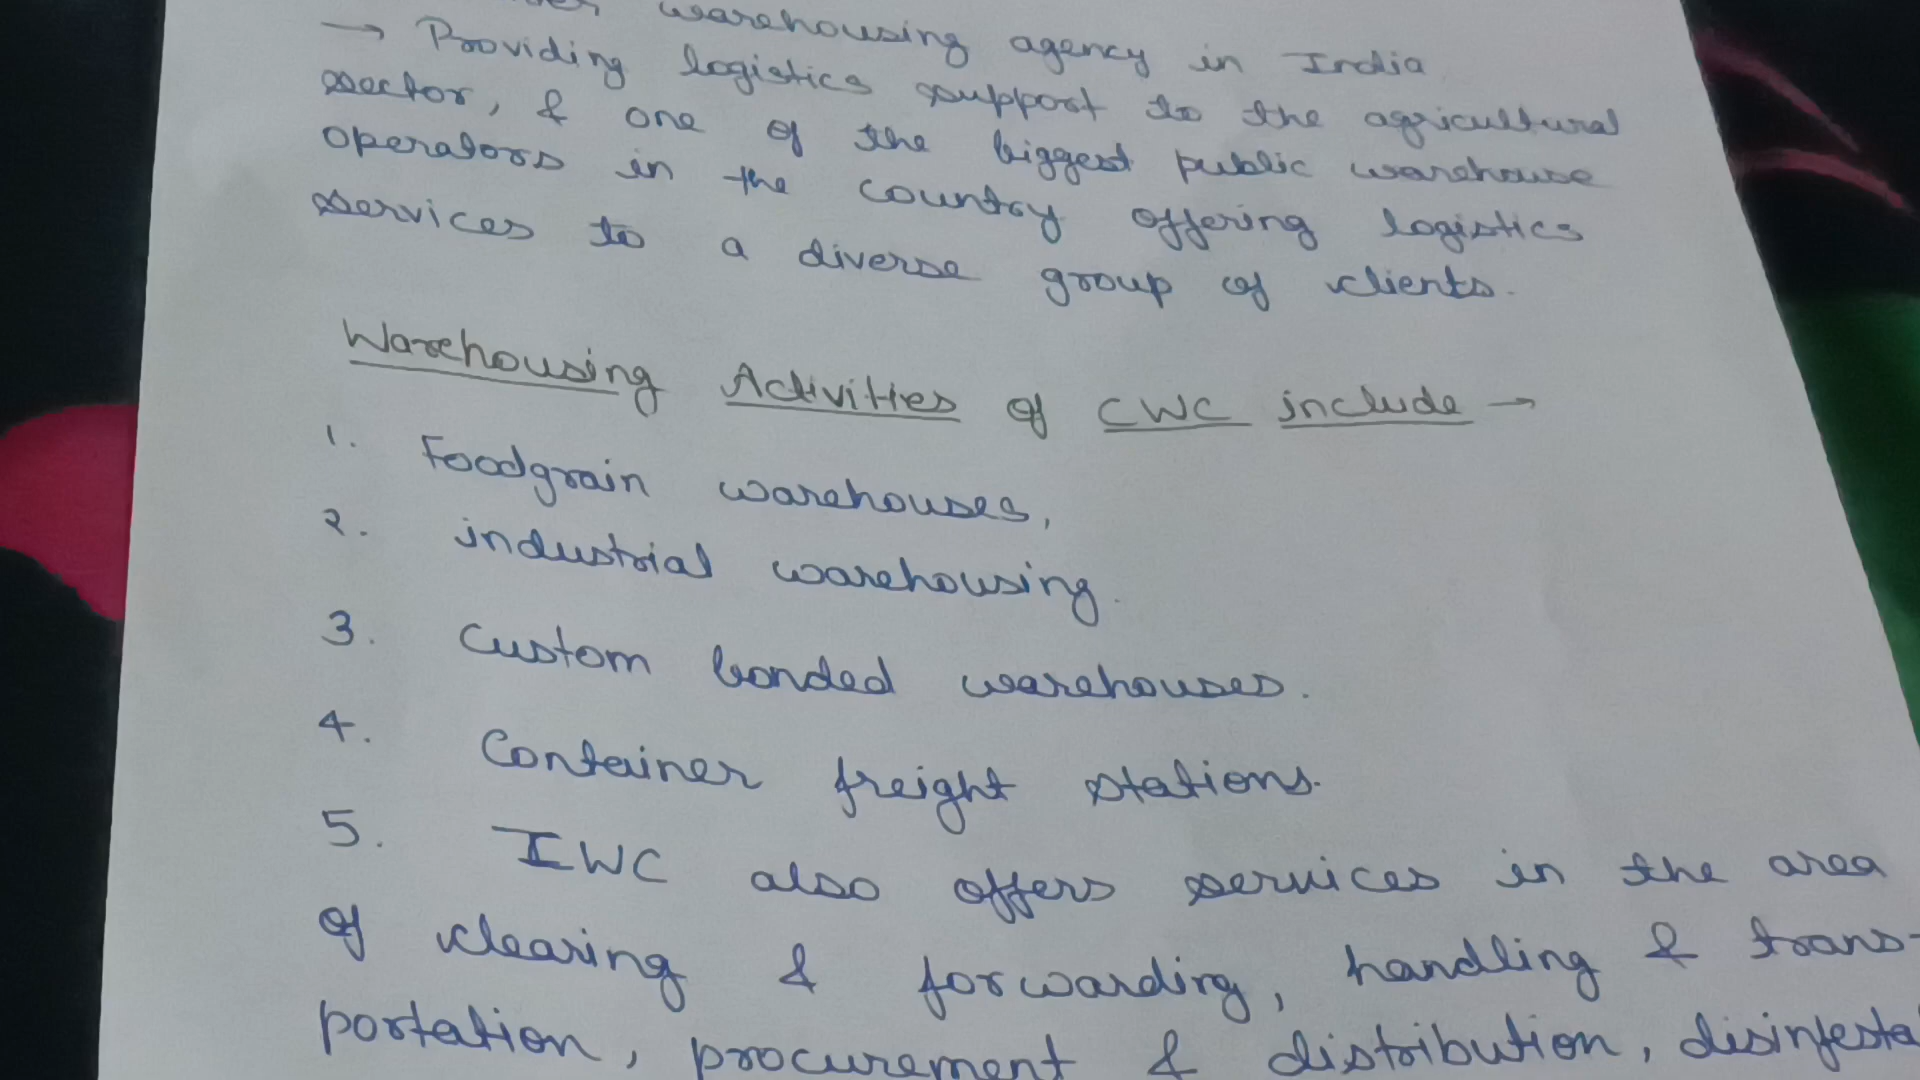 warehousing agency in India
→ Providing logistics support to the agricultural
sector, & one of the biggest public warehouse
operators in the country offering logistics
services to a diverse group of clients.
Warehousing Activities of CWC include →
1. Foodgrain warehouses,
2. industrial warehousing.
3. custom bonded warehouses.
4. Container freight stations.
5. IWC also offers services in the area
of clearing & forwarding, handling & trans-
portation, procurement & distribution, disinfesta